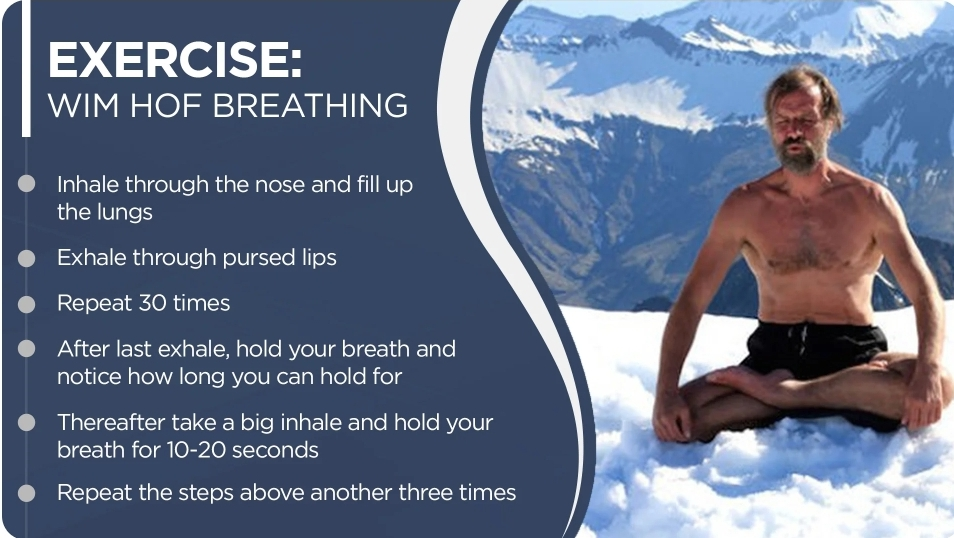 EXERCISE:
WIM HOF BREATHING
Inhale through the nose and fill up
the lungs
Exhale through pursed lips
Repeat 30 times
After last exhale, hold your breath and
notice how long you can hold for
Thereafter take a big inhale and hold your
breath for 10-20 seconds
Repeat the steps above another three times